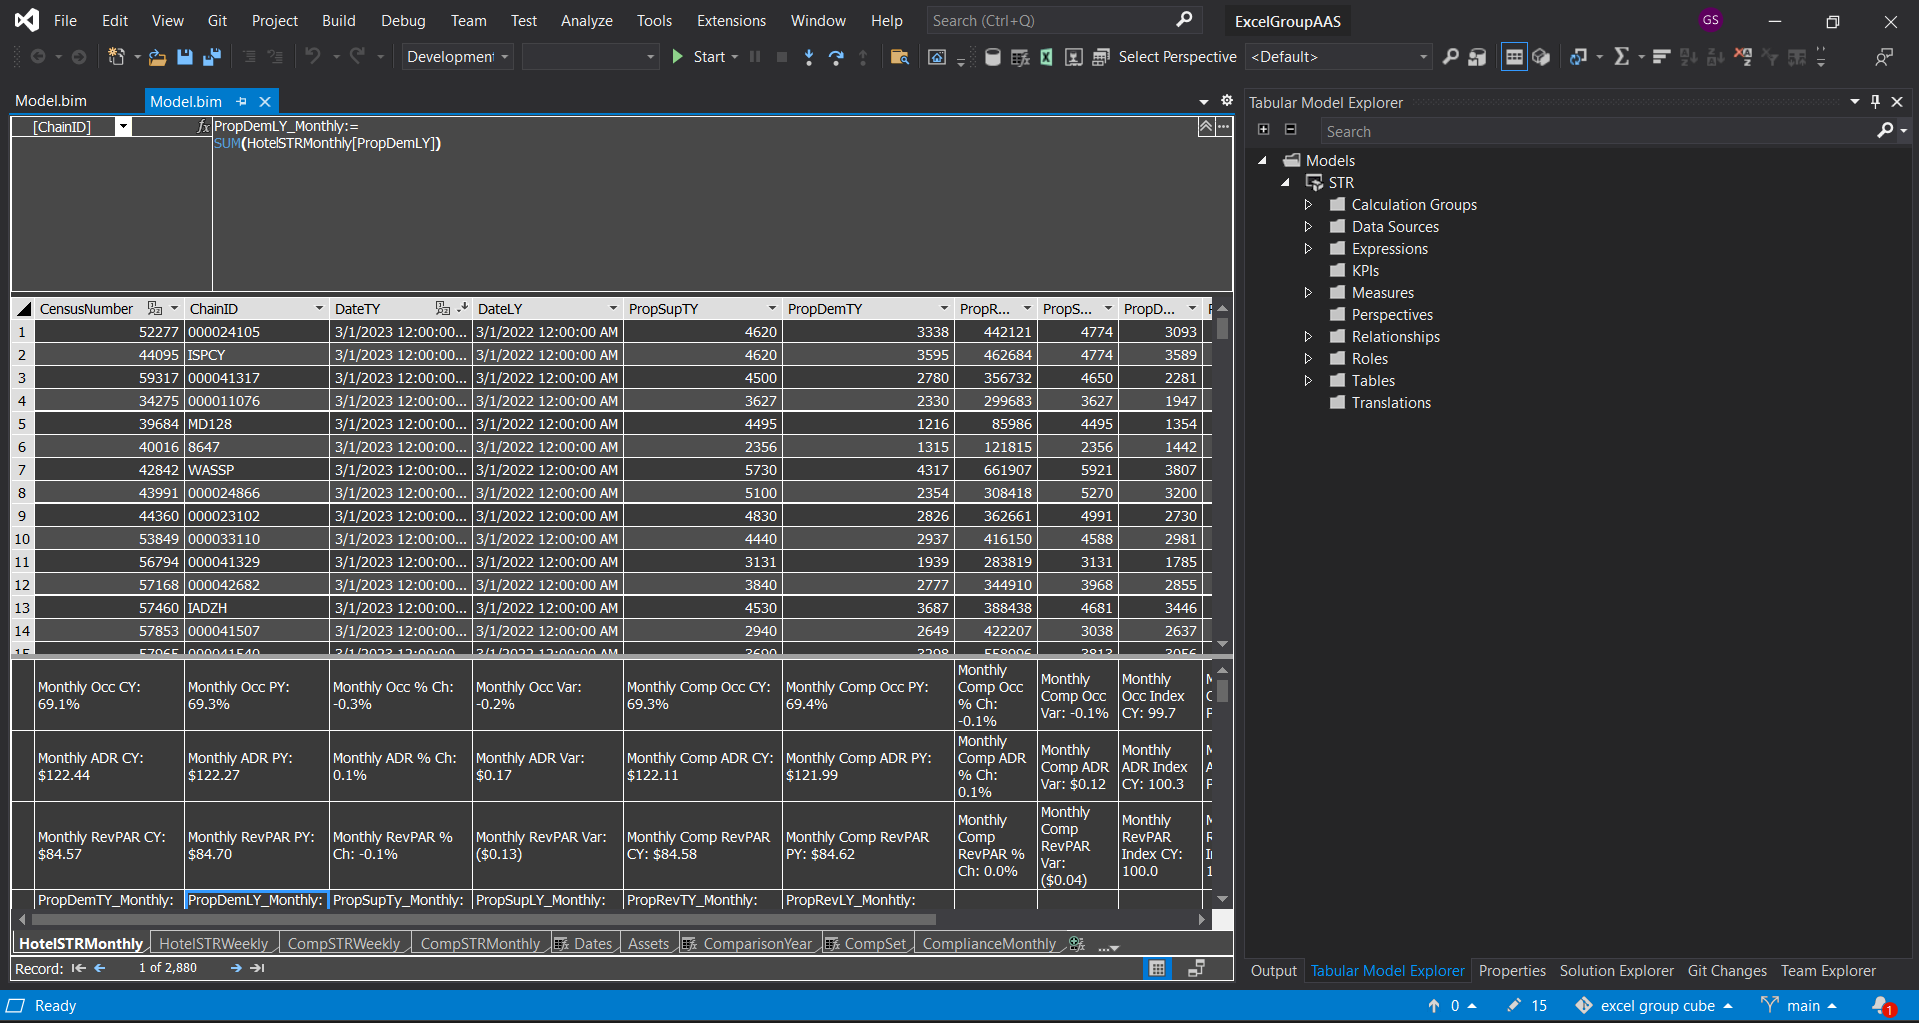 File Edit View Git Project Build Debug Team Test Analyze Tools Extensions Window Help Search (Ctrl+Q) ExcelGroupAAS GS
Development Start Select Perspective <Default>
Model.bim Model.bim
[ChainID] fx PropDemLY_Monthly:=
SUM(HotelSTRMonthly[PropDemLY])
CensusNumber ChainID DateTY DateLY PropSupTY PropDemTY PropR... PropS... PropD...
1 52277 000024105 3/1/2023 12:00:00... 3/1/2022 12:00:00 AM 4620 3338 442121 4774 3093
2 44095 ISPCY 3/1/2023 12:00:00... 3/1/2022 12:00:00 AM 4620 3595 462684 4774 3589
3 59317 000041317 3/1/2023 12:00:00... 3/1/2022 12:00:00 AM 4500 2780 356732 4650 2281
4 34275 000011076 3/1/2023 12:00:00... 3/1/2022 12:00:00 AM 3627 2330 299683 3627 1947
5 39684 MD128 3/1/2023 12:00:00... 3/1/2022 12:00:00 AM 4495 1216 85986 4495 1354
6 40016 8647 3/1/2023 12:00:00... 3/1/2022 12:00:00 AM 2356 1315 121815 2356 1442
7 42842 WASSP 3/1/2023 12:00:00... 3/1/2022 12:00:00 AM 5730 4317 661907 5921 3807
8 43991 000024866 3/1/2023 12:00:00... 3/1/2022 12:00:00 AM 5100 2354 308418 5270 3200
9 44360 000023102 3/1/2023 12:00:00... 3/1/2022 12:00:00 AM 4830 2826 362661 4991 2730
10 53849 000033110 3/1/2023 12:00:00... 3/1/2022 12:00:00 AM 4440 2937 416150 4588 2981
11 56794 000041329 3/1/2023 12:00:00... 3/1/2022 12:00:00 AM 3131 1939 283819 3131 1785
12 57168 000042682 3/1/2023 12:00:00... 3/1/2022 12:00:00 AM 3840 2777 344910 3968 2855
13 57460 IADZH 3/1/2023 12:00:00... 3/1/2022 12:00:00 AM 4530 3687 388438 4681 3446
14 57853 000041507 3/1/2023 12:00:00... 3/1/2022 12:00:00 AM 2940 2649 422207 3038 2637
Monthly Occ CY:
69.1%
Monthly Occ PY:
69.3%
Monthly Occ % Ch:
-0.3%
Monthly Occ Var:
-0.2%
Monthly Comp Occ CY:
69.3%
Monthly Comp Occ PY:
69.4%
Monthly
Comp Occ
% Ch:
-0.1%
Monthly
Comp Occ
Var: -0.1%
Monthly
Occ Index
CY: 99.7
Monthly ADR CY:
$122.44
Monthly ADR PY:
$122.27
Monthly ADR % Ch:
0.1%
Monthly ADR Var:
$0.17
Monthly Comp ADR CY:
$122.11
Monthly Comp ADR PY:
$121.99
Monthly
Comp ADR
% Ch:
0.1%
Monthly
Comp ADR
Var: $0.12
Monthly
ADR Index
CY: 100.3
Monthly RevPAR CY:
$84.57
Monthly RevPAR PY:
$84.70
Monthly RevPAR %
Ch: -0.1%
Monthly RevPAR Var:
($0.13)
Monthly Comp RevPAR
CY: $84.58
Monthly Comp RevPAR
PY: $84.62
Monthly
Comp
RevPAR %
Ch: 0.0%
Monthly
Comp
RevPAR
Var:
($0.04)
Monthly
RevPAR
Index CY:
100.0
PropDemTY_Monthly: PropDemLY_Monthly: PropSupTy_Monthly: PropSupLY_Monthly: PropRevTY_Monthly: PropRevLY_Monhtly:
HotelSTRMonthly HotelSTRWeekly CompSTRWeekly CompSTRMonthly Dates Assets ComparisonYear CompSet ComplianceMonthly ...
Record: 1 of 2,880
Tabular Model Explorer
Search
Models
STR
Calculation Groups
Data Sources
Expressions
KPIs
Measures
Perspectives
Relationships
Roles
Tables
Translations
Output Tabular Model Explorer Properties Solution Explorer Git Changes Team Explorer
Ready 0 15 excel group cube main 1